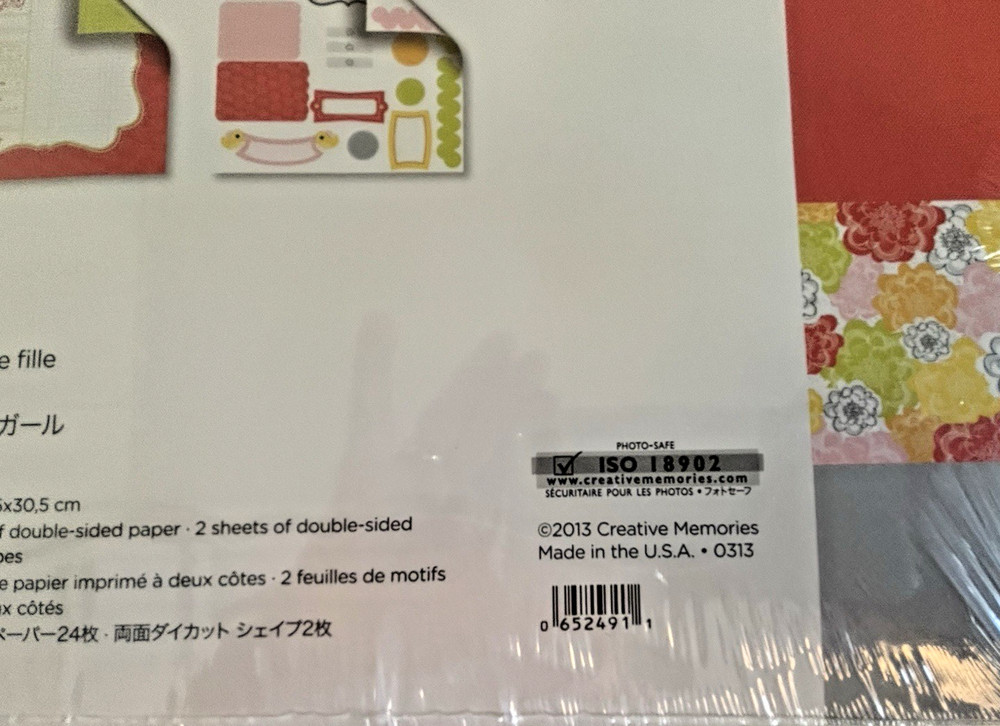 e fille
ガール
5x30,5 cm
f double-sided paper · 2 sheets of double-sided
pes
e papier imprimé à deux côtes · 2 feuilles de motifs
ux côtés
ペーパー24枚 · 両面ダイカット シェイプ2枚
PHOTO-SAFE
ISO 18902
www.creativememories.com
SÉCURITAIRE POUR LES PHOTOS • フォトセーフ
©2013 Creative Memories
Made in the U.S.A. • 0313
0 652491 1